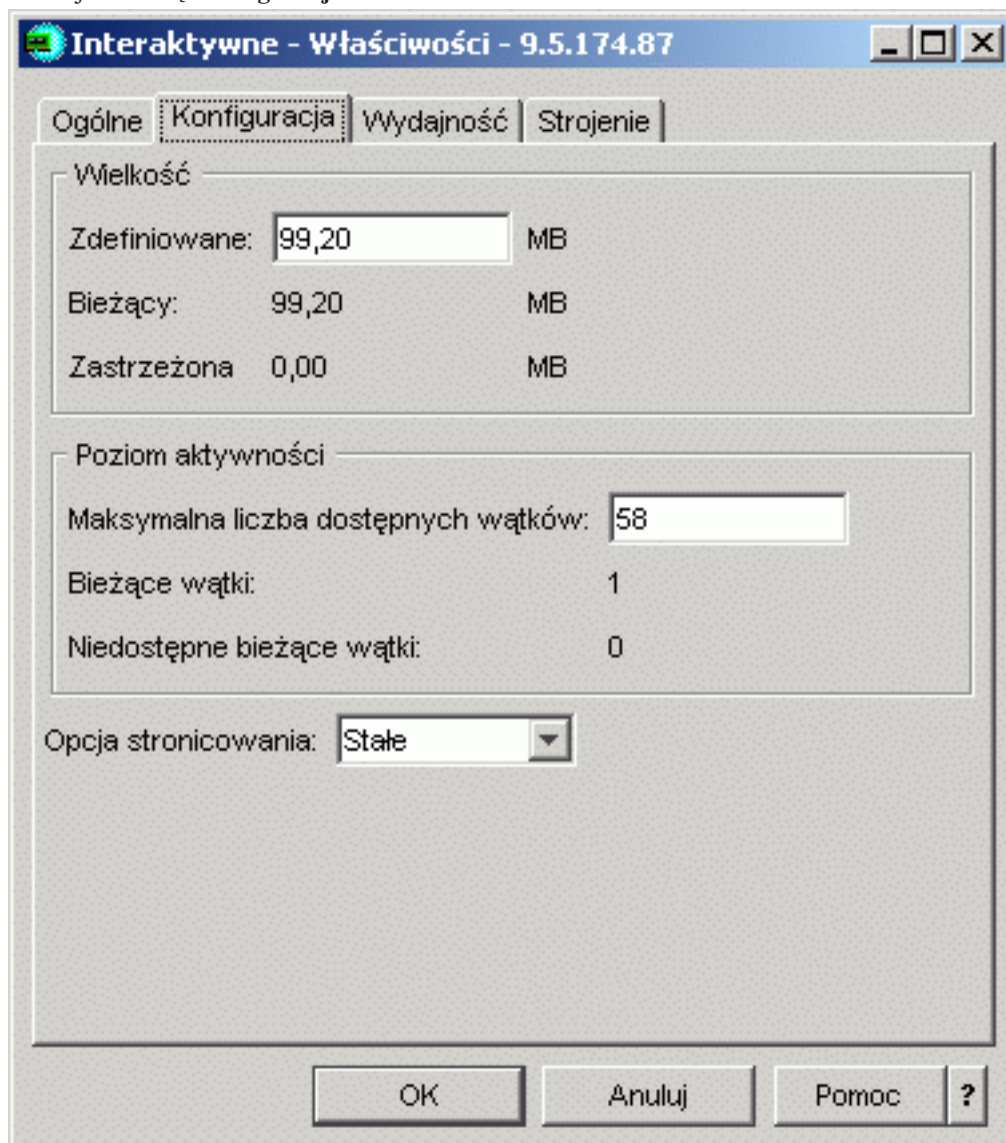 Interaktywne - Właściwości - 9.5.174.87
Ogólne Konfiguracja Wydajność Strojenie
Wielkość
Zdefiniowane: 99,20 MB
Bieżący: 99,20 MB
Zastrzeżona 0,00 MB
Poziom aktywności
Maksymalna liczba dostępnych wątków: 58
Bieżące wątki: 1
Niedostępne bieżące wątki: 0
Opcja stronicowania: Stałe
OK Anuluj Pomoc ?